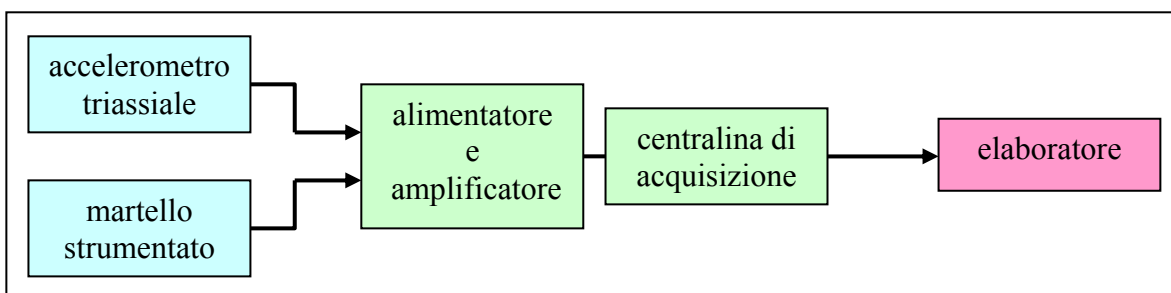 accelerometro
triassiale
martello
strumentato
alimentatore
e
amplificatore
centralina di
acquisizione
elaboratore